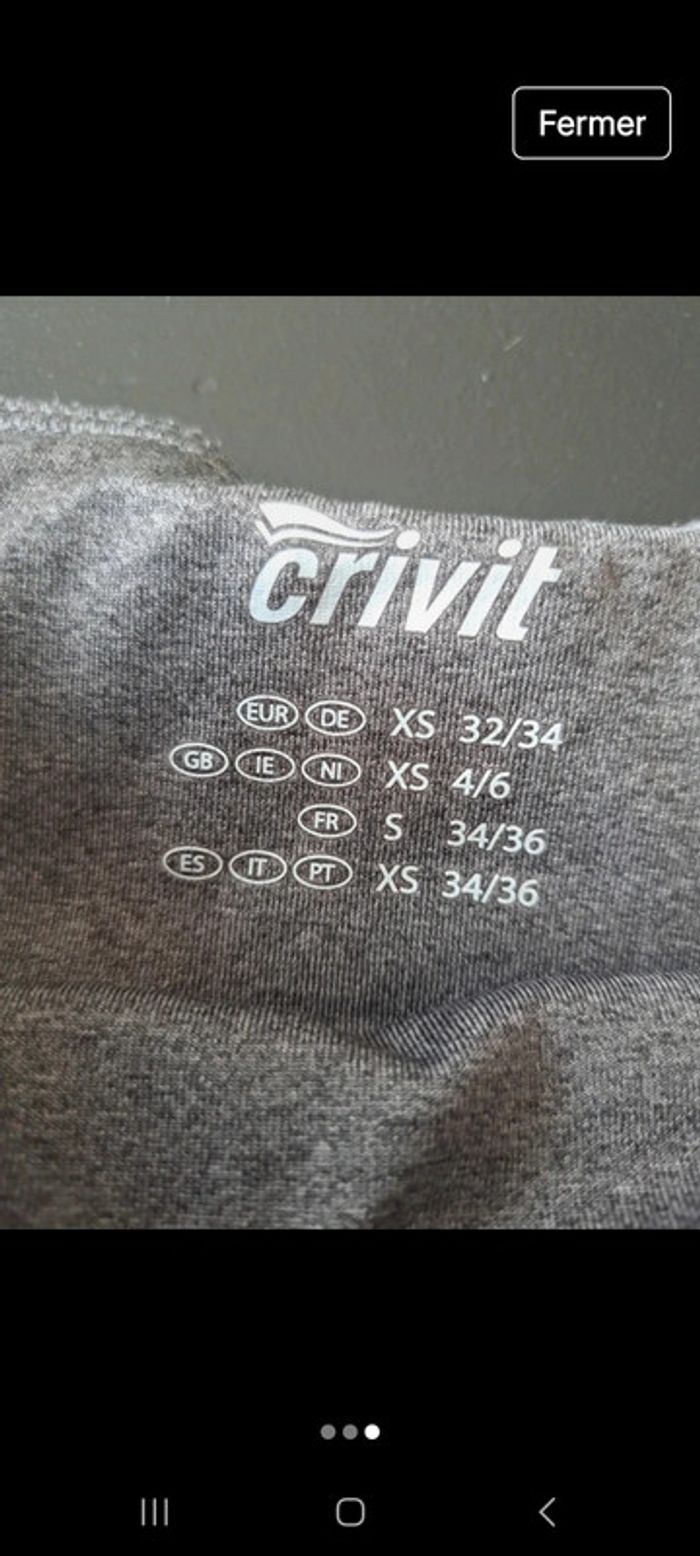 Fermer
crivit
EUR DE XS 32/34
GB IE NI XS 4/6
FR S 34/36
ES IT PT XS 34/36